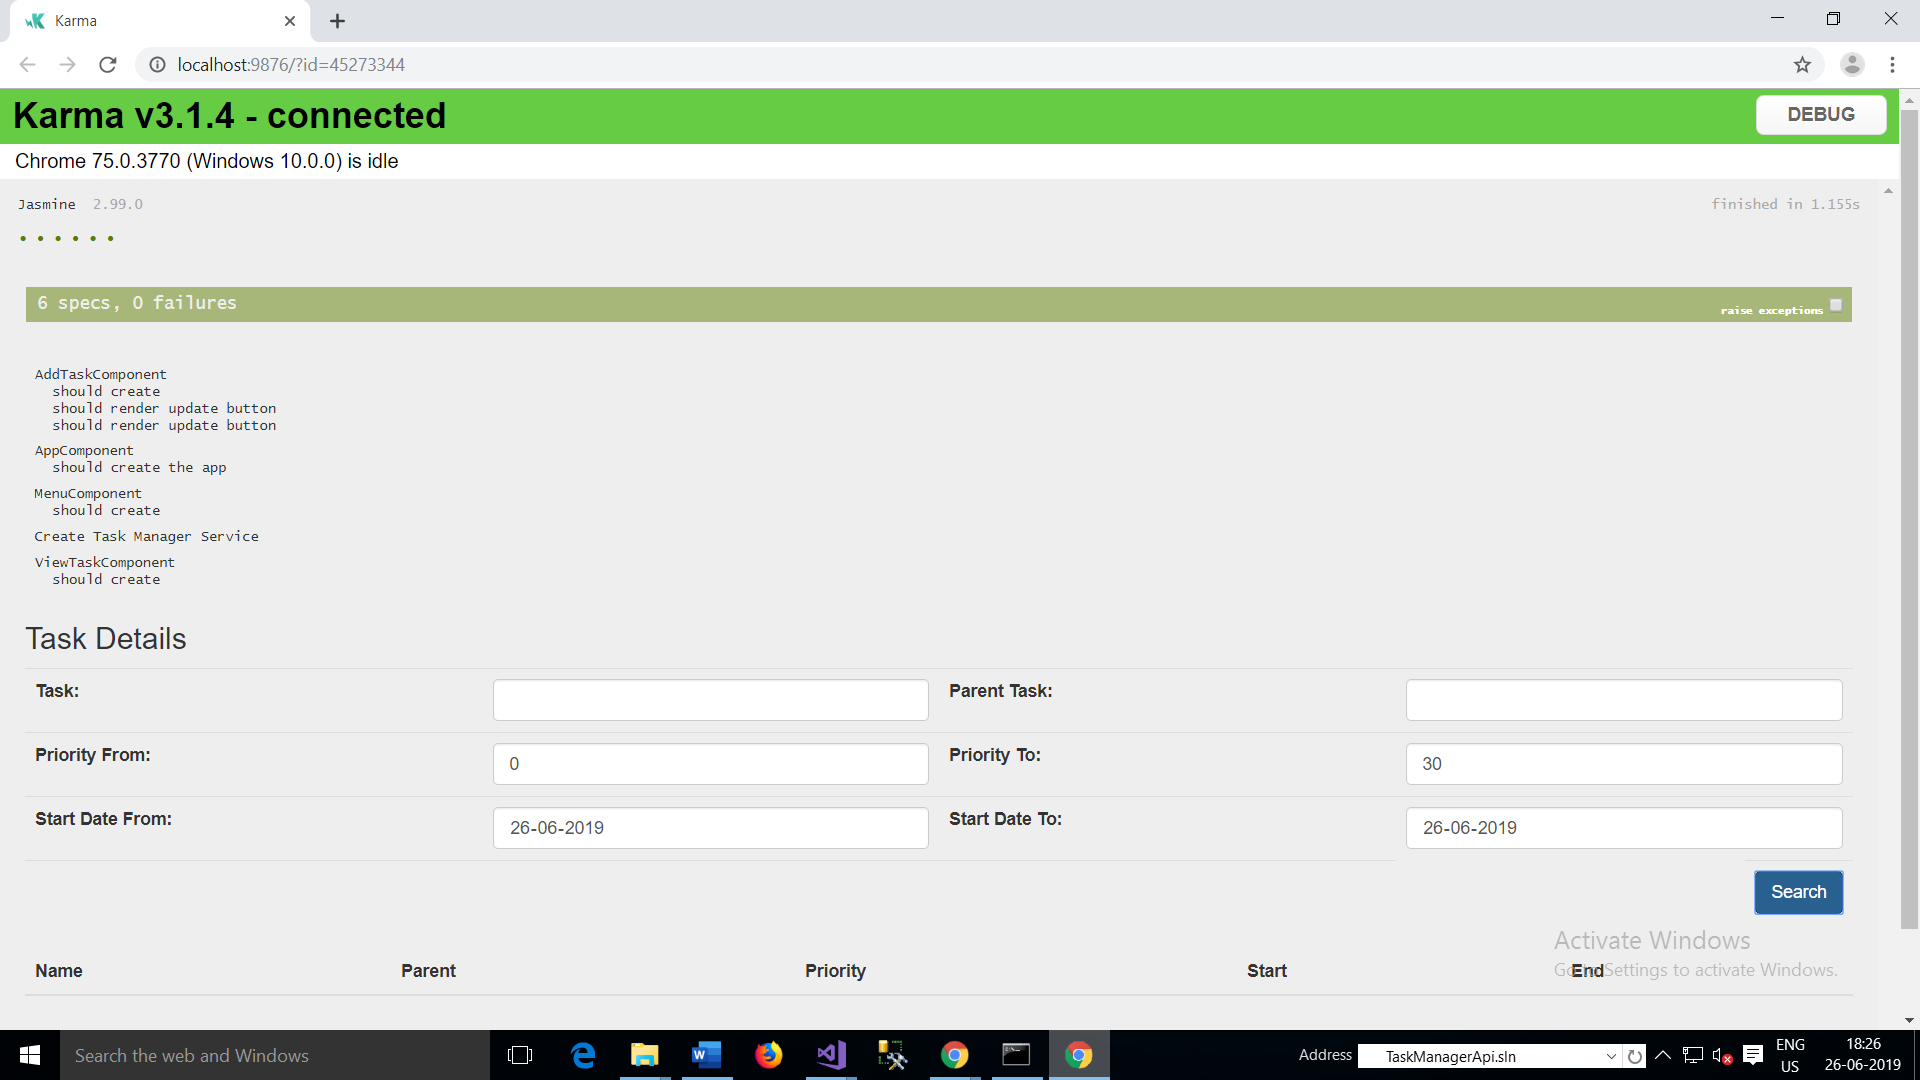 Karma
localhost:9876/?id=45273344
Karma v3.1.4 - connected
DEBUG
Chrome 75.0.3770 (Windows 10.0.0) is idle
Jasmine 2.99.0
finished in 1.155s
6 specs, 0 failures
raise exceptions
AddTaskComponent
should create
should render update button
should render update button
AppComponent
should create the app
MenuComponent
should create
Create Task Manager Service
ViewTaskComponent
should create
Task Details
Task:
Parent Task:
Priority From: 0
Priority To: 30
Start Date From: 26-06-2019
Start Date To: 26-06-2019
Search
Activate Windows
Go to Settings to activate Windows.
Name Parent Priority Start End
Search the web and Windows
Address TaskManagerApi.sln
ENG
US
18:26
26-06-2019